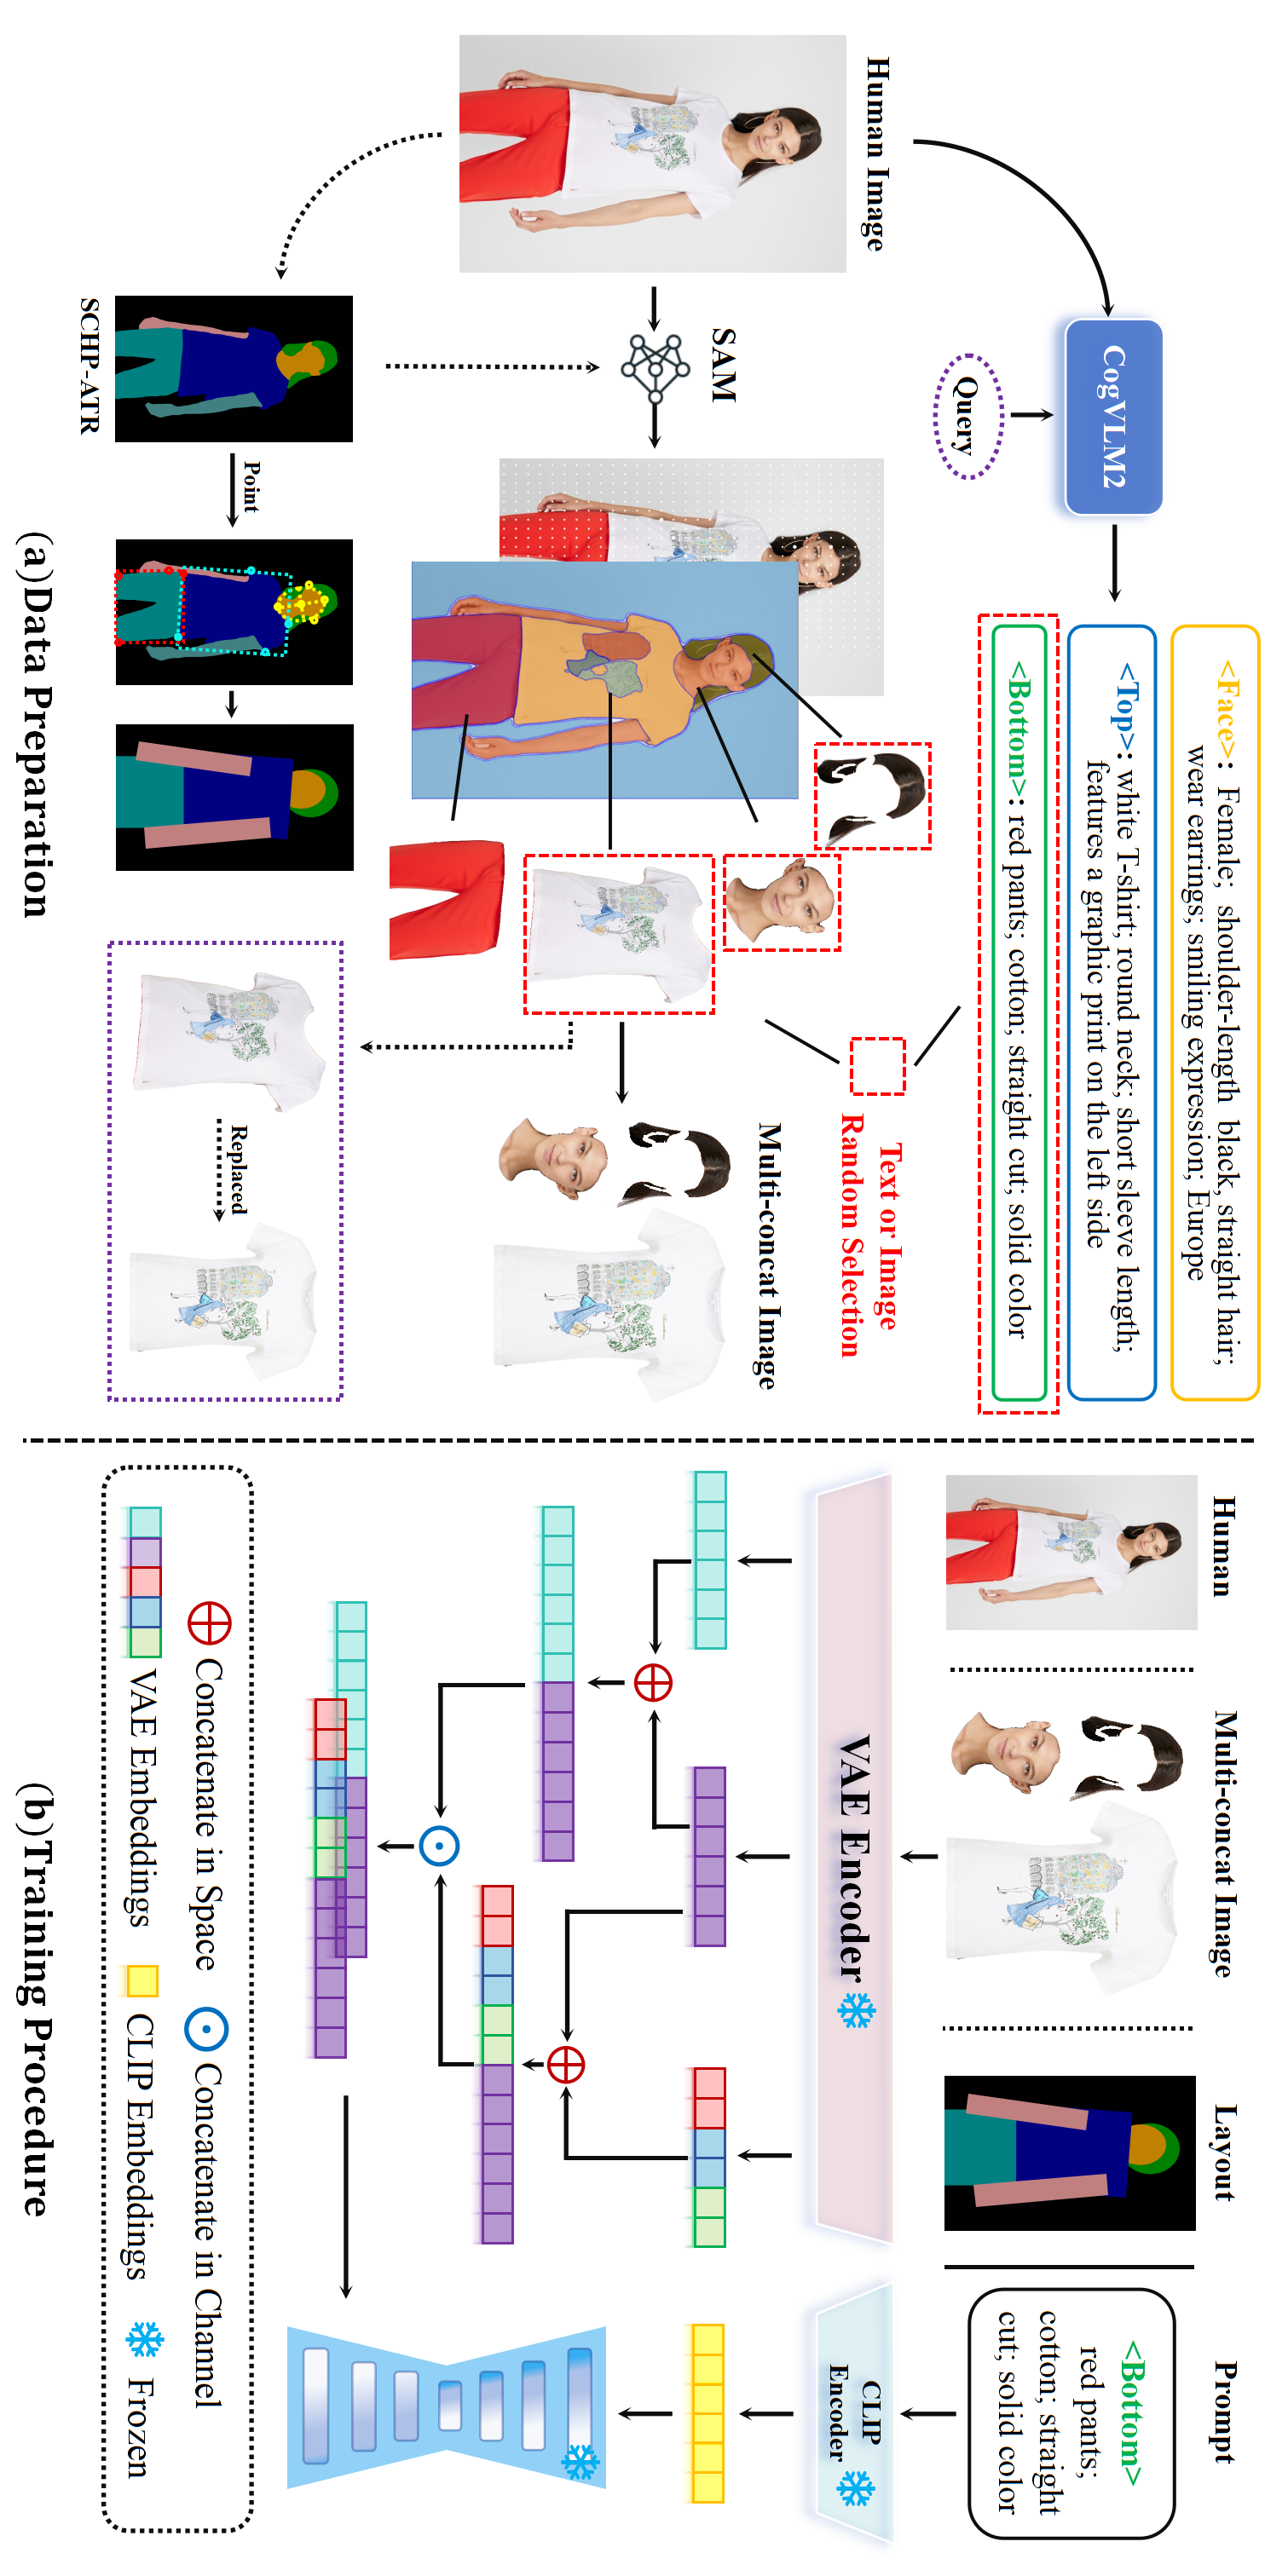 Human Image
CogVLM2
Query
<Face>: Female; shoulder-length black, straight hair;
wear earrings; smiling expression; Europe
<Top>: white T-shirt; round neck; short sleeve length;
features a graphic print on the left side
<Bottom>: red pants; cotton; straight cut; solid color
SAM
Text or Image
Random Selection
Multi-concat Image
SCHP-ATR
Point
Replaced
(a)Data Preparation
Human
Multi-concat Image
Layout
Prompt
<Bottom>
red pants;
cotton; straight
cut; solid color
VAE Encoder
CLIP
Encoder
Concatenate in Space
Concatenate in Channel
VAE Embeddings
CLIP Embeddings
Frozen
(b)Training Procedure